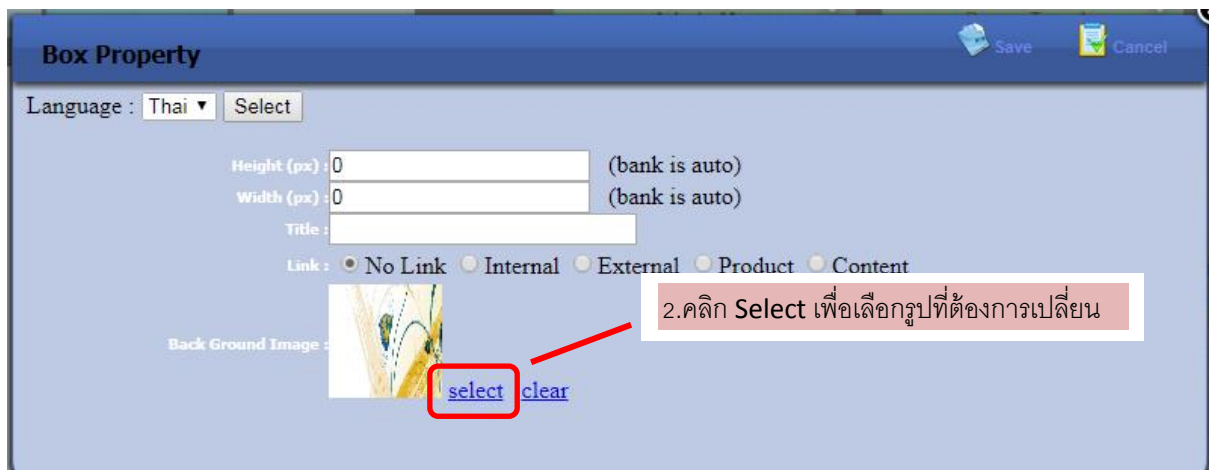 Box Property
Save
Cancel
Language : Thai Select
Height (px) : 0 (bank is auto)
Width (px) : 0 (bank is auto)
Title :
Link : No Link Internal External Product Content
2.คลิก Select เพื่อเลือกรูปที่ต้องการเปลี่ยน
Back Ground Image :
select clear